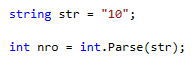 string str = "10";
int nro = int.Parse(str);